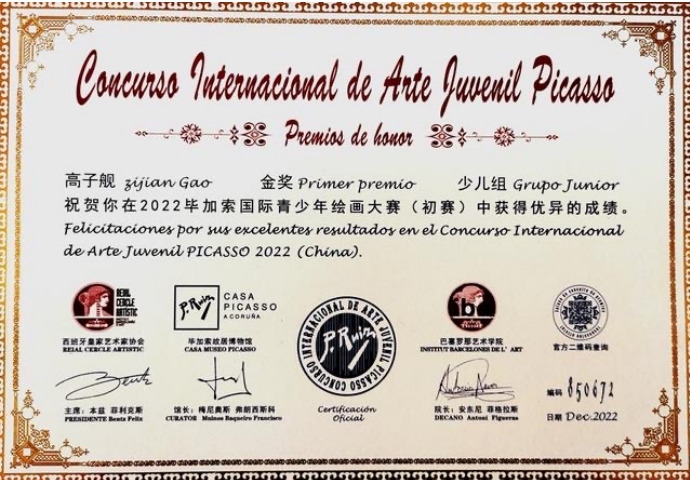 Concurso Internacional de Arte Juvenil Picasso
Premios de honor
高子舰 zijian Gao 金奖 Primer premio 少儿组 Grupo Junior
祝贺你在2022毕加索国际青少年绘画大赛（初赛）中获得优异的成绩。
Felicitaciones por sus excelentes resultados en el Concurso Internacional
de Arte Juvenil PICASSO 2022 (China).
REIAL
CERCLE
ARTISTIC
P.Ruiz
CASA
PICASSO
A CORUÑA
CONCURSO INTERNACIONAL DE ARTE JUVENIL PICASSO
P.Ruiz
西班牙皇家艺术家协会
REIAL CERCLE ARTISTIC
毕加索故居博物馆
CASA MUSEO PICASSO
巴塞罗那艺术学院
INSTITUT BARCELONES DE L' ART
官方二维码查询
Certificación
Oficial
编码 850672
主席：本兹 菲利克斯
PRESIDENTE Bentz Felix
馆长：梅尼奥斯 弗朗西斯科
CURATOR Muinos Baqueiro Francisco
院长：安东尼 菲格拉斯
DECANO Antoni Figueras
日期 Dec.2022